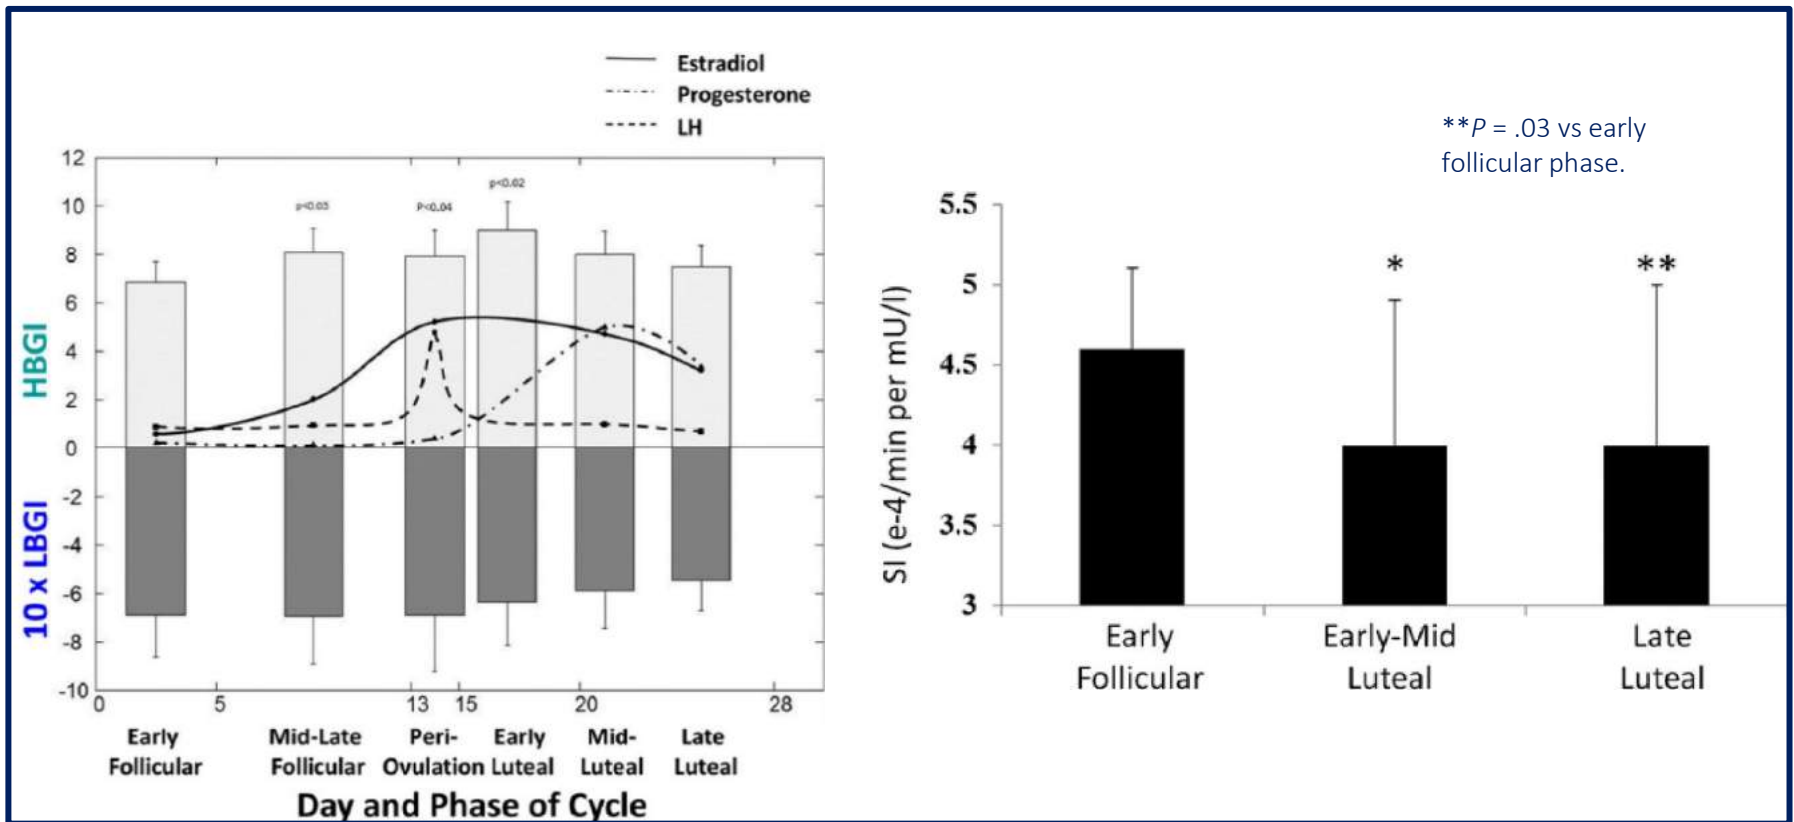 Estradiol
Progesterone
LH
12
10
8
6
4
2
0
-2
-4
-6
-8
-10
HBGI
10 x LBGI
p<0.03
P<0.04
p<0.02
0
5
13
15
20
28
Early
Follicular
Mid-Late
Follicular
Peri-
Ovulation
Early
Luteal
Mid-
Luteal
Late
Luteal
Day and Phase of Cycle
**P = .03 vs early
follicular phase.
5.5
5
4.5
4
3.5
3
SI (e-4/min per mU/l)
*
**
Early
Follicular
Early-Mid
Luteal
Late
Luteal